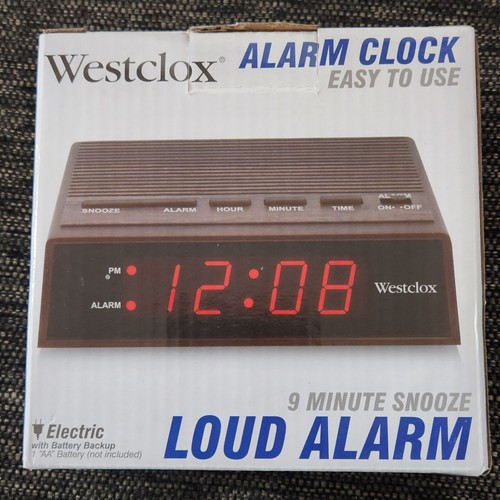 Westclox®
ALARM CLOCK
EASY TO USE
SNOOZE ALARM HOUR MINUTE TIME ALARM
ON OFF
PM
12:08
ALARM
Westclox
9 MINUTE SNOOZE
Electric
with Battery Backup
1 "AA" Battery (not included)
LOUD ALARM